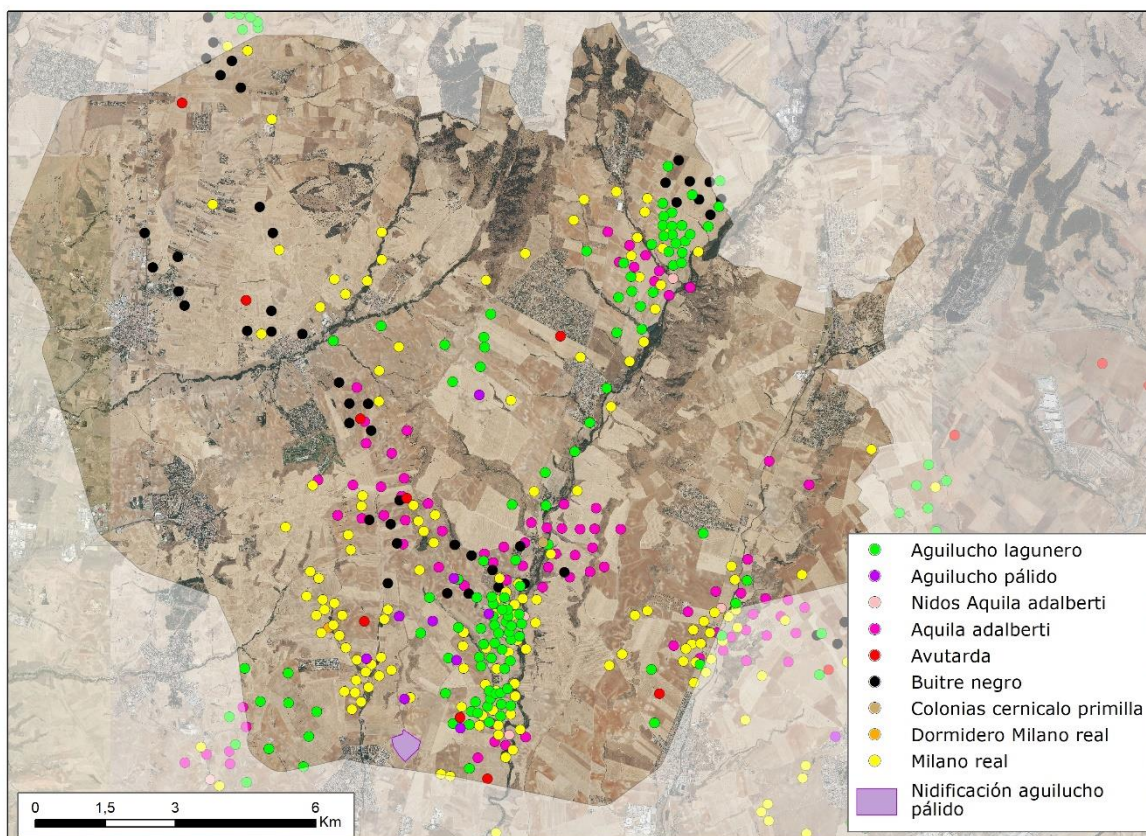 Aguilucho lagunero
Aguilucho pálido
Nidos Aquila adalberti
Aquila adalberti
Avutarda
Buitre negro
Colonias cernicalo primilla
Dormidero Milano real
Milano real
Nidificación aguilucho
pálido
0 1,5 3 6
Km